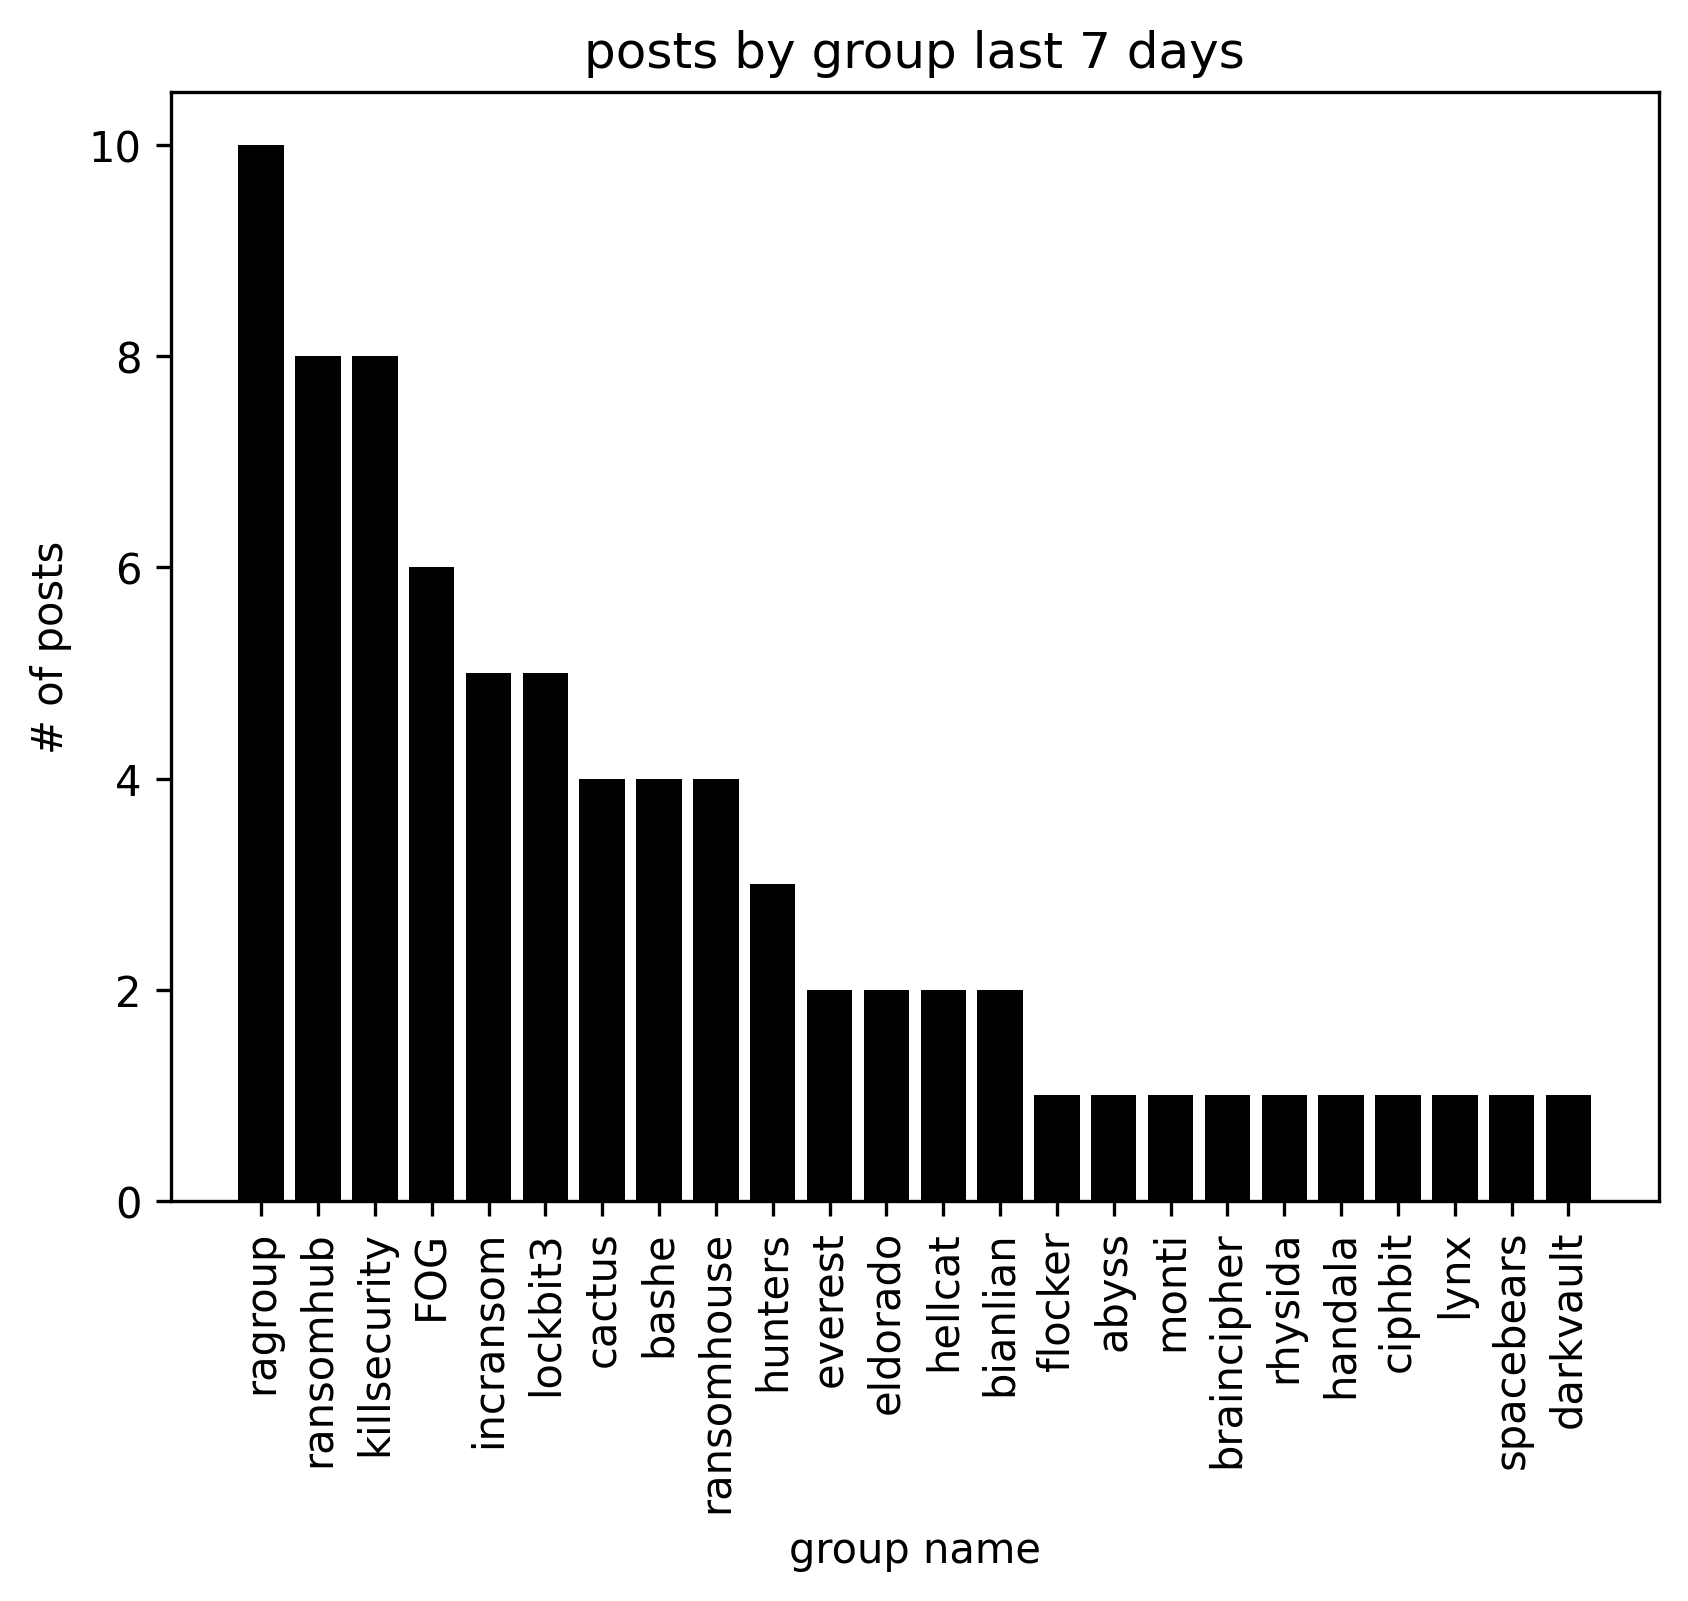 posts by group last 7 days
10
8
6
4
2
0
# of posts
ragroup
ransomhub
killsecurity
FOG
incransom
lockbit3
cactus
bashe
ransomhouse
hunters
everest
eldorado
hellcat
bianlian
flocker
abyss
monti
braincipher
rhysida
handala
ciphbit
lynx
spacebears
darkvault
group name